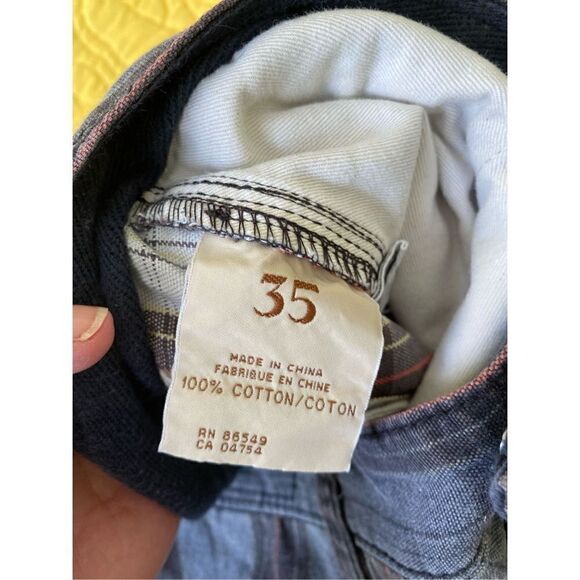 35
MADE IN CHINA
FABRIQUE EN CHINE
100% COTTON/COTON
RN 86549
CA 04754